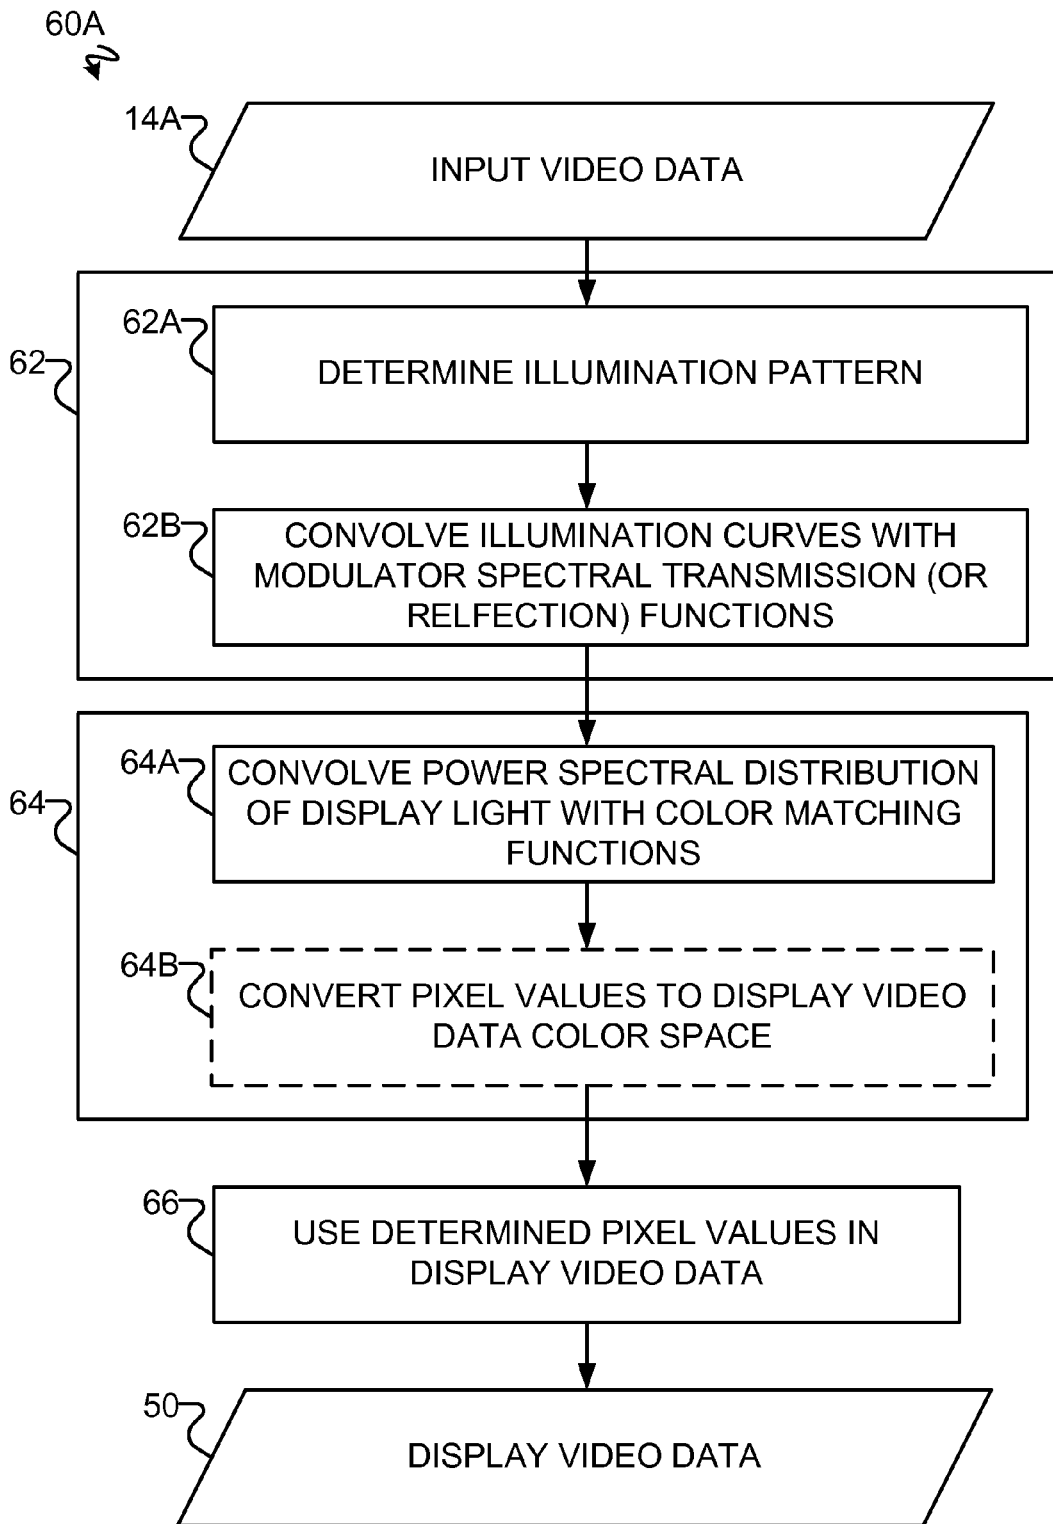 60A
14A
INPUT VIDEO DATA
62
62A
DETERMINE ILLUMINATION PATTERN
62B
CONVOLVE ILLUMINATION CURVES WITH
MODULATOR SPECTRAL TRANSMISSION (OR
RELFECTION) FUNCTIONS
64
64A
CONVOLVE POWER SPECTRAL DISTRIBUTION
OF DISPLAY LIGHT WITH COLOR MATCHING
FUNCTIONS
64B
CONVERT PIXEL VALUES TO DISPLAY VIDEO
DATA COLOR SPACE
66
USE DETERMINED PIXEL VALUES IN
DISPLAY VIDEO DATA
50
DISPLAY VIDEO DATA